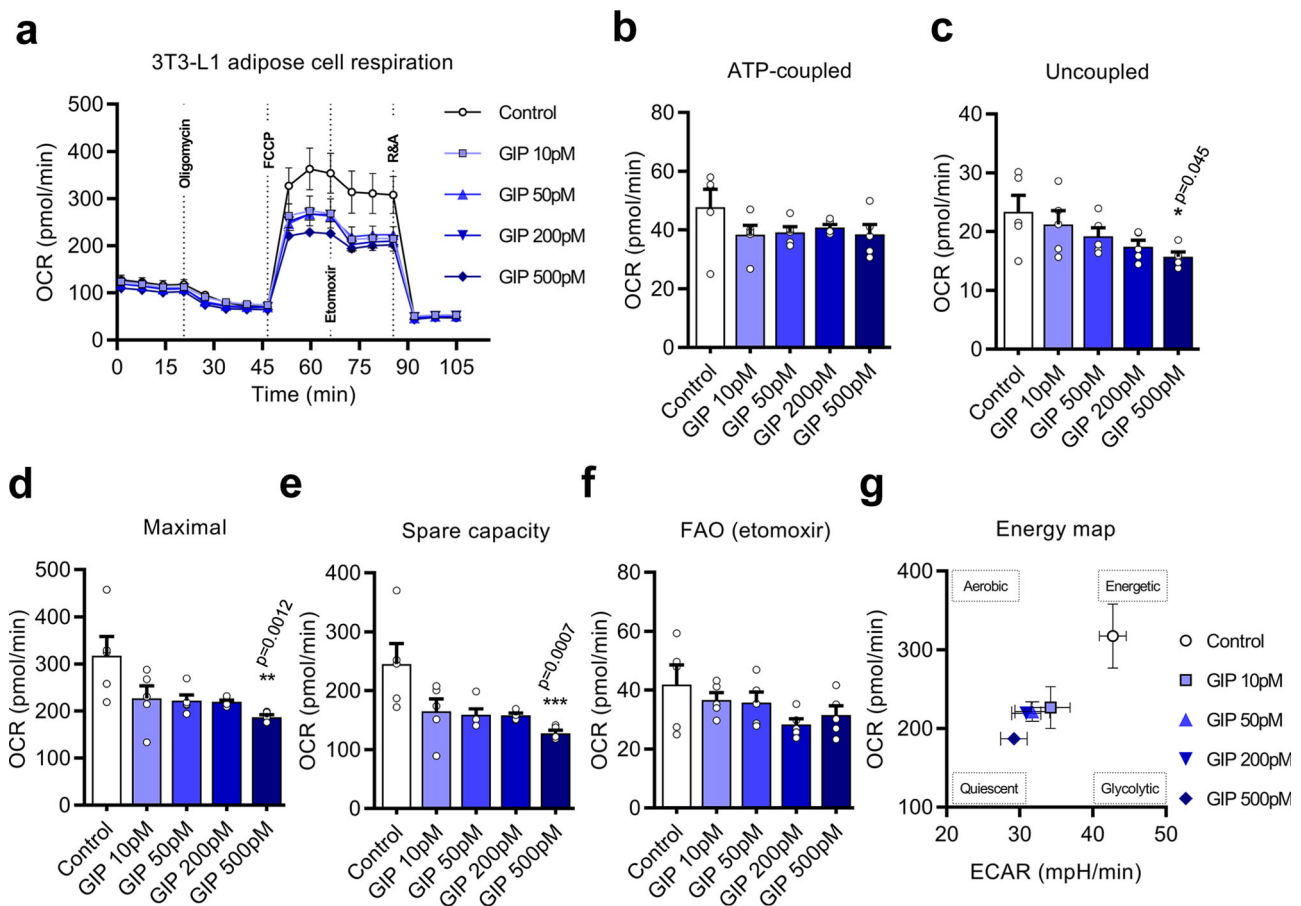 a
3T3-L1 adipose cell respiration
OCR (pmol/min)
500
400
300
200
100
0
Oligomycin
FCCP
Etomoxir
R&A
0 15 30 45 60 75 90 105
Time (min)
Control
GIP 10pM
GIP 50pM
GIP 200pM
GIP 500pM
b
ATP-coupled
OCR (pmol/min)
80
60
40
20
0
Control
GIP 10pM
GIP 50pM
GIP 200pM
GIP 500pM
c
Uncoupled
OCR (pmol/min)
40
30
20
10
0
* p=0.045
Control
GIP 10pM
GIP 50pM
GIP 200pM
GIP 500pM
d
Maximal
OCR (pmol/min)
500
400
300
200
100
0
p=0.0012
**
Control
GIP 10pM
GIP 50pM
GIP 200pM
GIP 500pM
e
Spare capacity
OCR (pmol/min)
400
300
200
100
0
p=0.0007
***
Control
GIP 10pM
GIP 50pM
GIP 200pM
GIP 500pM
f
FAO (etomoxir)
OCR (pmol/min)
80
60
40
20
0
Control
GIP 10pM
GIP 50pM
GIP 200pM
GIP 500pM
g
Energy map
OCR (pmol/min)
400
300
200
100
Aerobic
Energetic
Quiescent
Glycolytic
20 30 40 50
ECAR (mpH/min)
Control
GIP 10pM
GIP 50pM
GIP 200pM
GIP 500pM